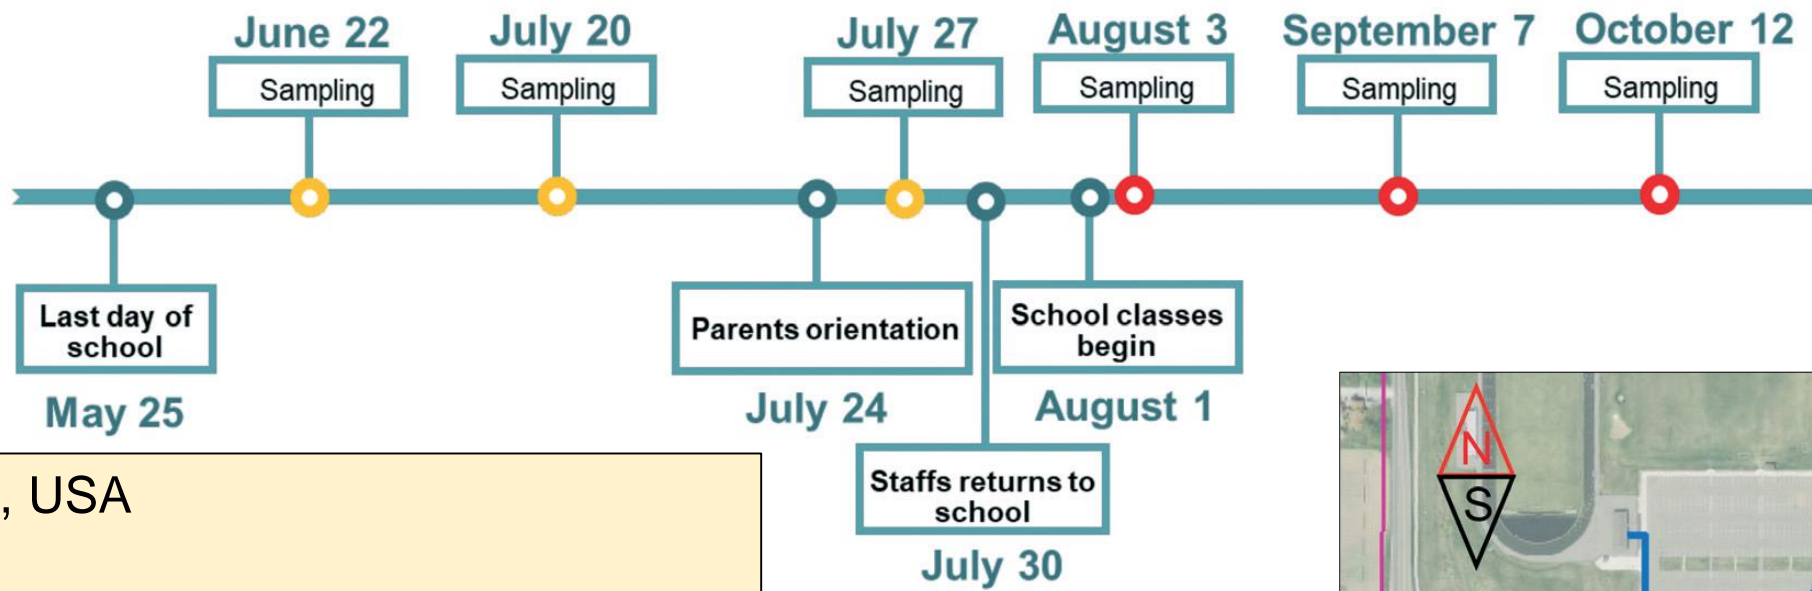 June 22
July 20
July 27
August 3
September 7
October 12
Sampling
Sampling
Sampling
Sampling
Sampling
Sampling
Last day of
school
May 25
Parents orientation
July 24
School classes
begin
August 1
Staffs returns to
school
July 30
, USA
N
S